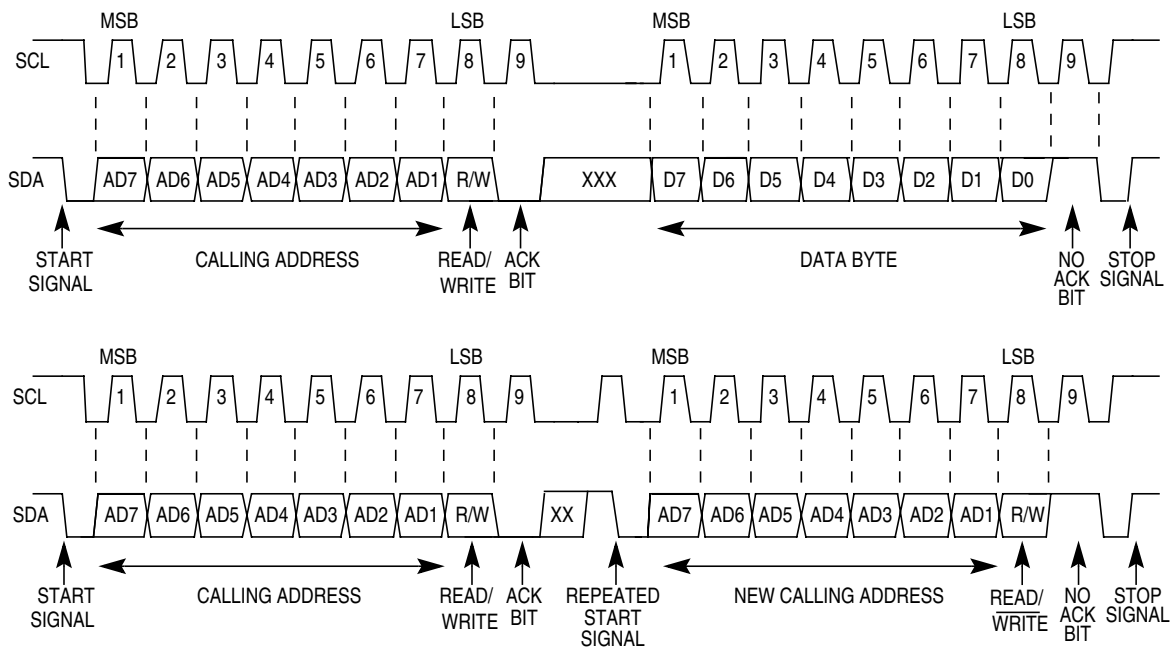 MSB LSB MSB LSB
SCL 1 2 3 4 5 6 7 8 9 1 2 3 4 5 6 7 8 9
SDA AD7 AD6 AD5 AD4 AD3 AD2 AD1 R/W XXX D7 D6 D5 D4 D3 D2 D1 D0
START SIGNAL
CALLING ADDRESS
READ/
WRITE
ACK
BIT
DATA BYTE
NO
ACK
BIT
STOP
SIGNAL
MSB LSB MSB LSB
SCL 1 2 3 4 5 6 7 8 9 1 2 3 4 5 6 7 8 9
SDA AD7 AD6 AD5 AD4 AD3 AD2 AD1 R/W XX AD7 AD6 AD5 AD4 AD3 AD2 AD1 R/W
START
SIGNAL
CALLING ADDRESS
READ/
WRITE
ACK
BIT
REPEATED
START
SIGNAL
NEW CALLING ADDRESS
READ/
WRITE
NO
ACK
BIT
STOP
SIGNAL